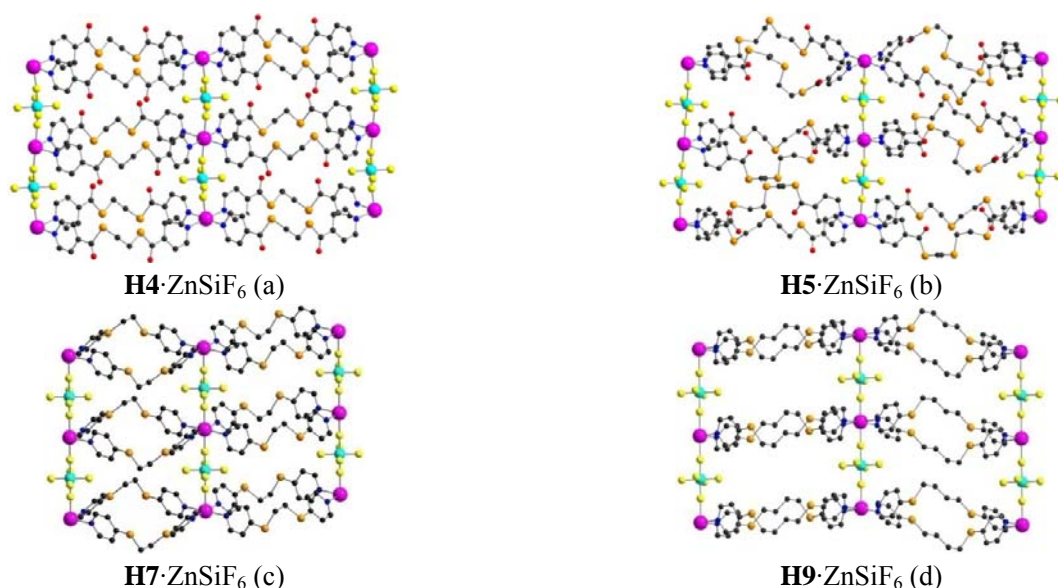 H4·ZnSiF₆ (a)
H5·ZnSiF₆ (b)
H7·ZnSiF₆ (c)
H9·ZnSiF₆ (d)